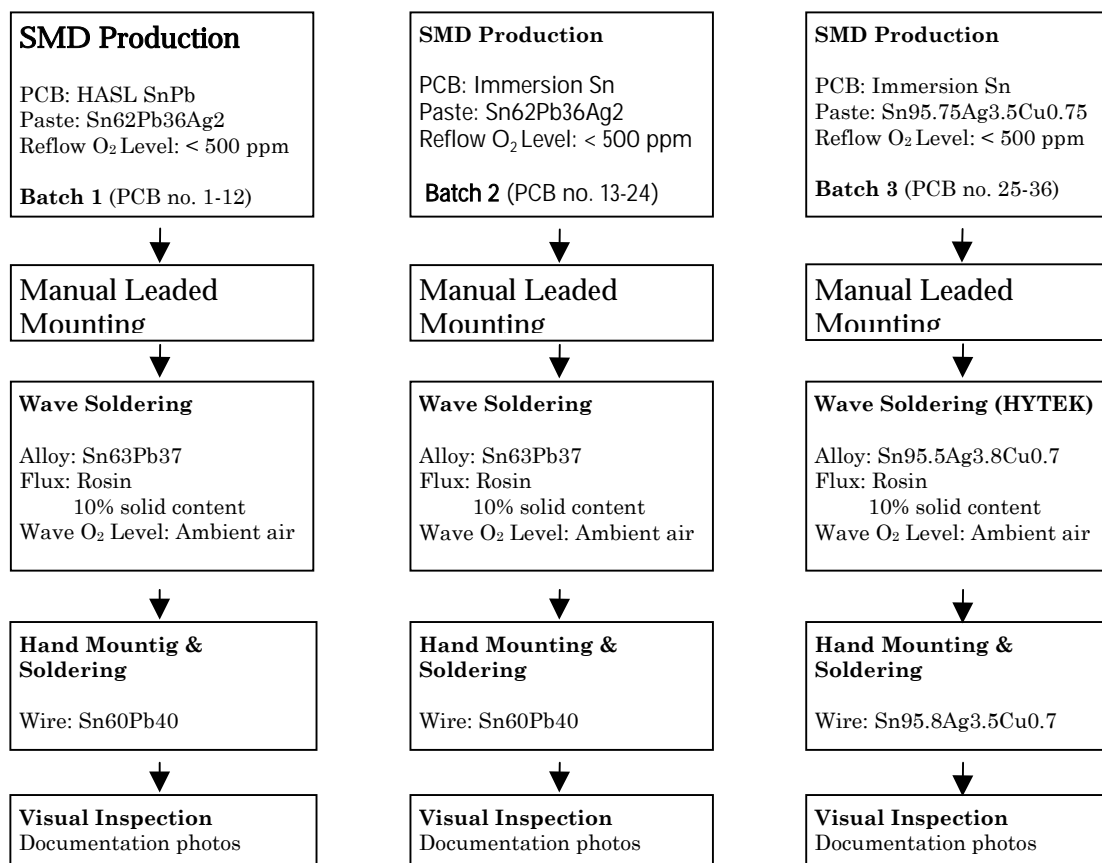 SMD Production
PCB: HASL SnPb
Paste: Sn62Pb36Ag2
Reflow O₂ Level: < 500 ppm
Batch 1 (PCB no. 1-12)
Manual Leaded
Mounting
Wave Soldering
Alloy: Sn63Pb37
Flux: Rosin
10% solid content
Wave O₂ Level: Ambient air
Hand Mountig &
Soldering
Wire: Sn60Pb40
Visual Inspection
Documentation photos
SMD Production
PCB: Immersion Sn
Paste: Sn62Pb36Ag2
Reflow O₂ Level: < 500 ppm
Batch 2 (PCB no. 13-24)
Manual Leaded
Mounting
Wave Soldering
Alloy: Sn63Pb37
Flux: Rosin
10% solid content
Wave O₂ Level: Ambient air
Hand Mounting &
Soldering
Wire: Sn60Pb40
Visual Inspection
Documentation photos
SMD Production
PCB: Immersion Sn
Paste: Sn95.75Ag3.5Cu0.75
Reflow O₂ Level: < 500 ppm
Batch 3 (PCB no. 25-36)
Manual Leaded
Mounting
Wave Soldering (HYTEK)
Alloy: Sn95.5Ag3.8Cu0.7
Flux: Rosin
10% solid content
Wave O₂ Level: Ambient air
Hand Mounting &
Soldering
Wire: Sn95.8Ag3.5Cu0.7
Visual Inspection
Documentation photos